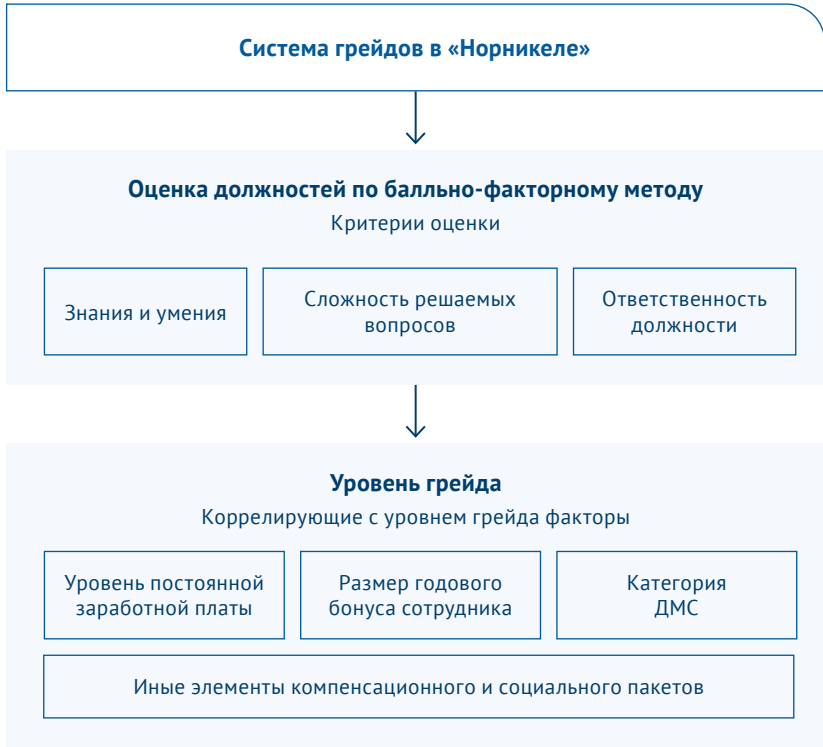 Система грейдов в «Норникеле»
Оценка должностей по балльно-факторному методу
Критерии оценки
Знания и умения
Сложность решаемых
вопросов
Ответственность
должности
Уровень грейда
Коррелирующие с уровнем грейда факторы
Уровень постоянной
заработной платы
Размер годового
бонуса сотрудника
Категория
ДМС
Иные элементы компенсационного и социального пакетов